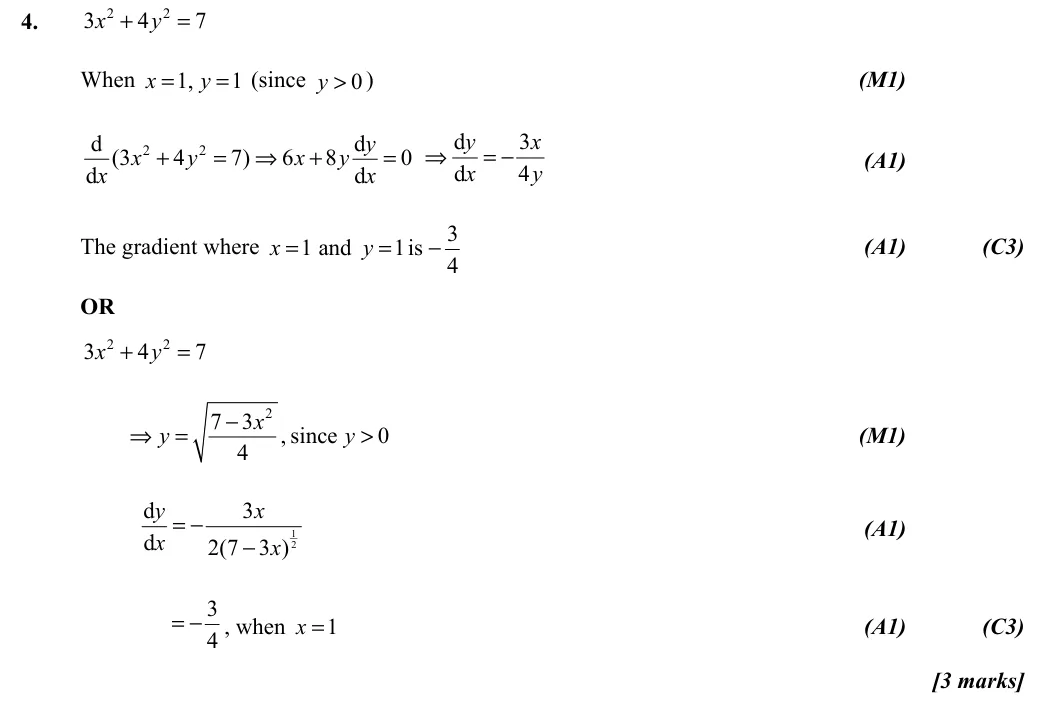 4. 3x² + 4y² = 7
When x = 1, y = 1 (since y > 0) (M1)
d/dx (3x² + 4y² = 7) ⇒ 6x + 8y dy/dx = 0 ⇒ dy/dx = − 3x/4y (A1)
The gradient where x = 1 and y = 1 is − 3/4 (A1) (C3)
OR
3x² + 4y² = 7
⇒ y = √((7 − 3x²)/4), since y > 0 (M1)
dy/dx = − 3x/(2(7 − 3x)^(1/2)) (A1)
= − 3/4, when x = 1 (A1) (C3)
[3 marks]